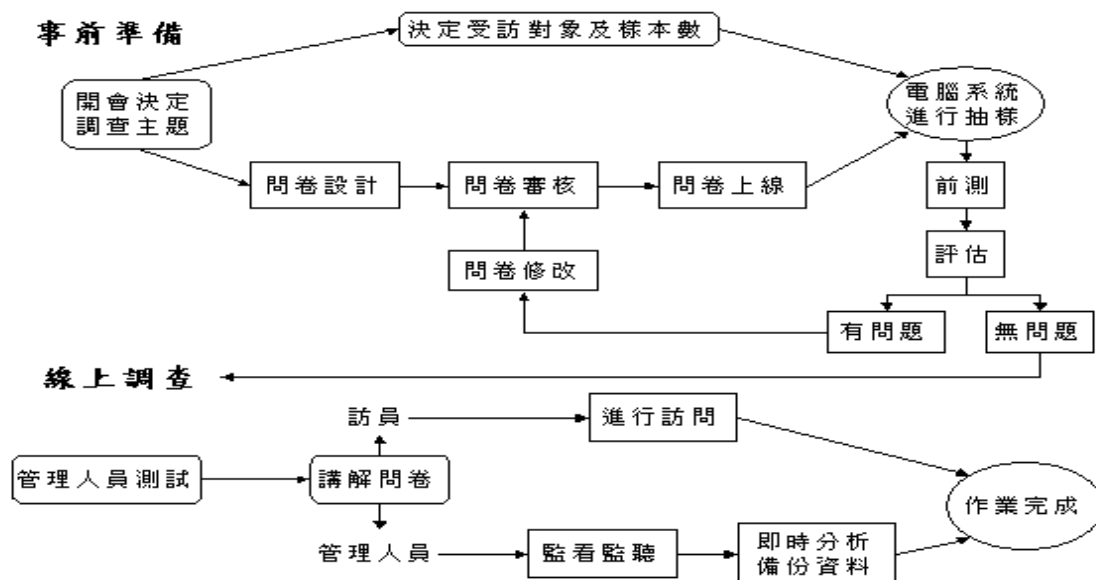 事前準備
決定受訪對象及樣本數
開會決定
調查主題
電腦系統
進行抽樣
問卷設計
問卷審核
問卷上線
前測
問卷修改
評估
有問題
無問題
線上調查
訪員
進行訪問
管理人員測試
講解問卷
作業完成
管理人員
監看監聽
即時分析
備份資料